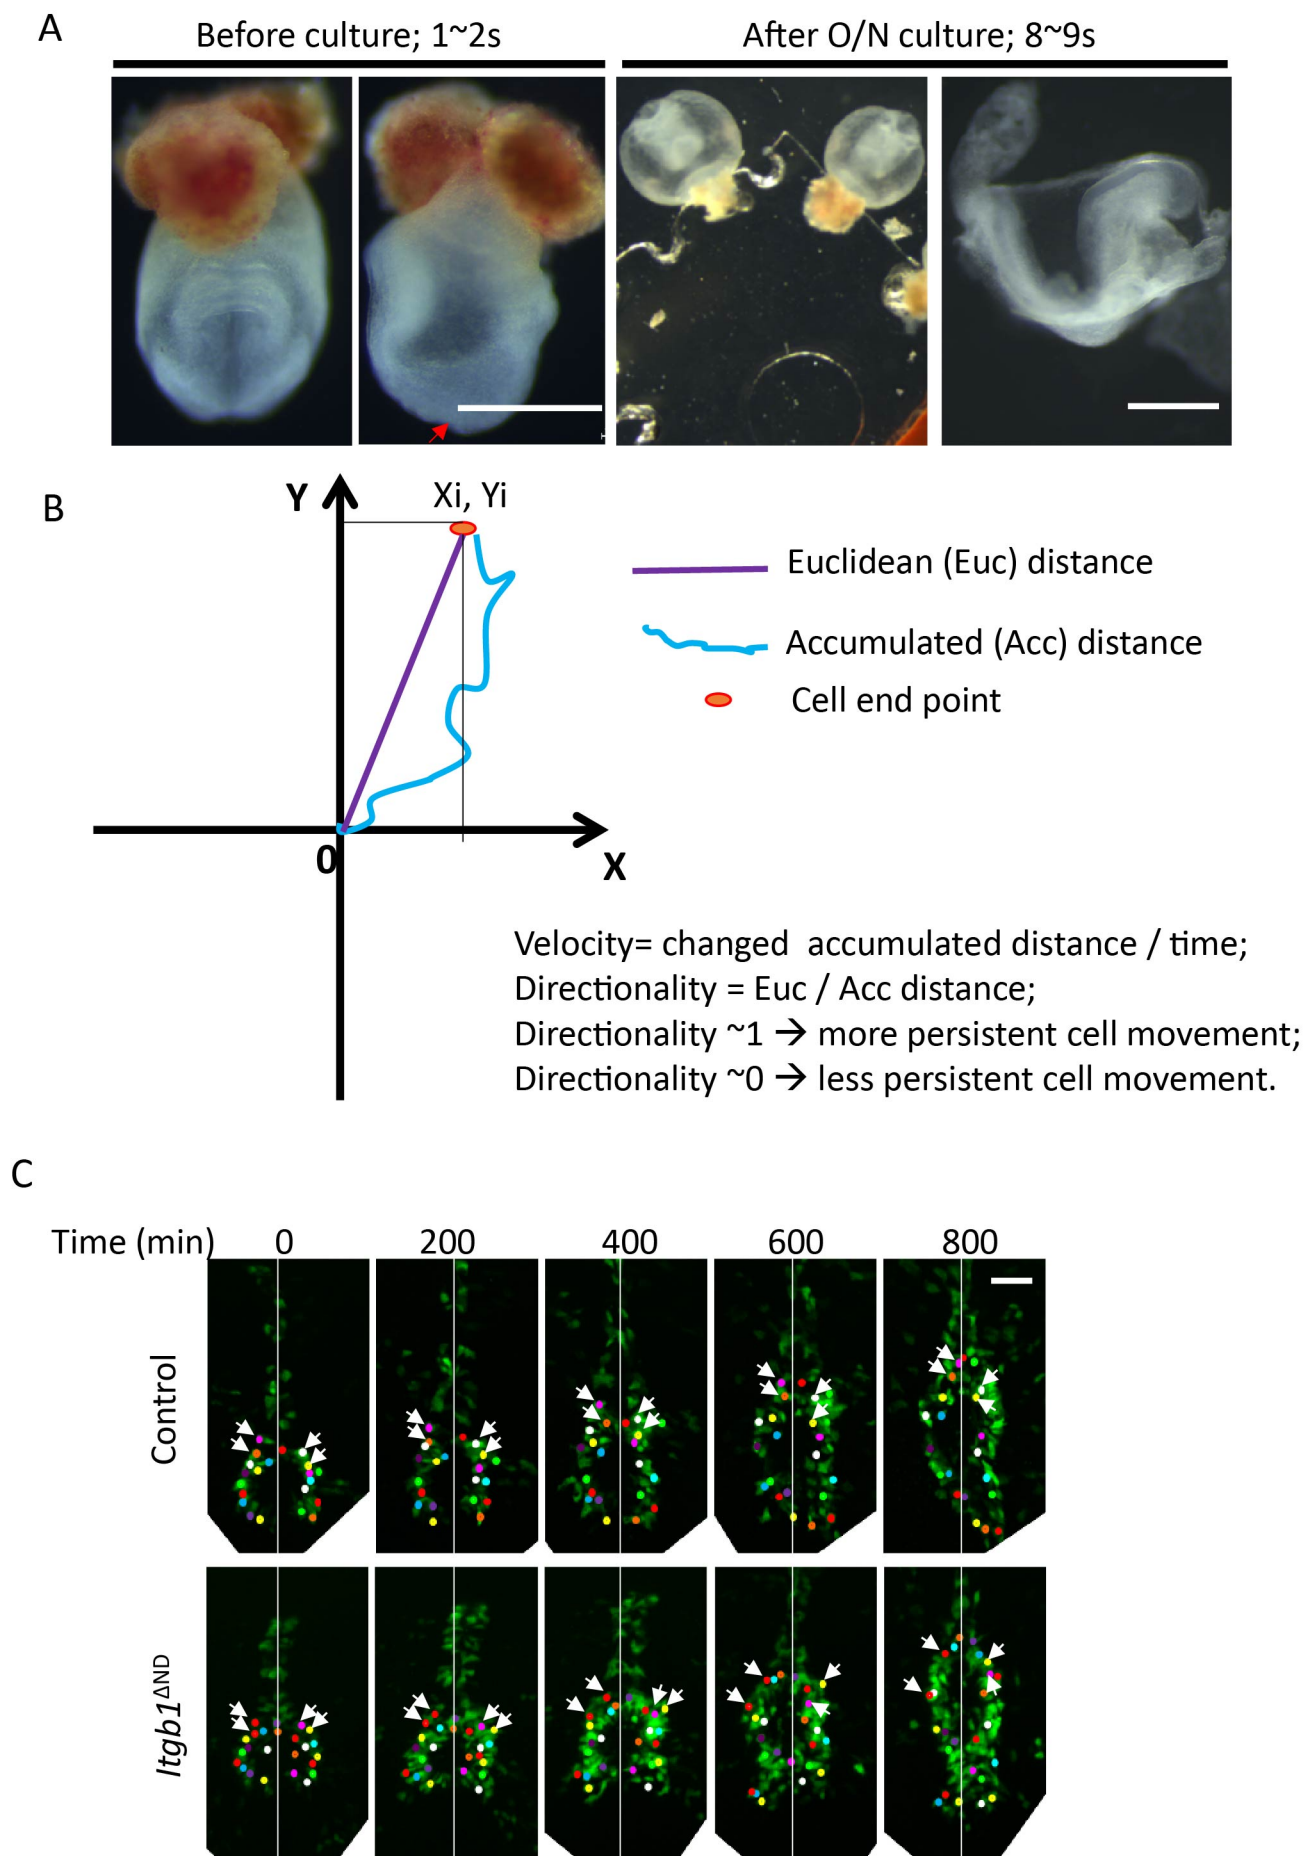 A
Before culture; 1~2s
After O/N culture; 8~9s
B
Y
Xi, Yi
Euclidean (Euc) distance
Accumulated (Acc) distance
Cell end point
0
X
Velocity= changed accumulated distance / time;
Directionality = Euc / Acc distance;
Directionality ~1 → more persistent cell movement;
Directionality ~0 → less persistent cell movement.
C
Time (min) 0 200 400 600 800
Control
Itgb1ΔND